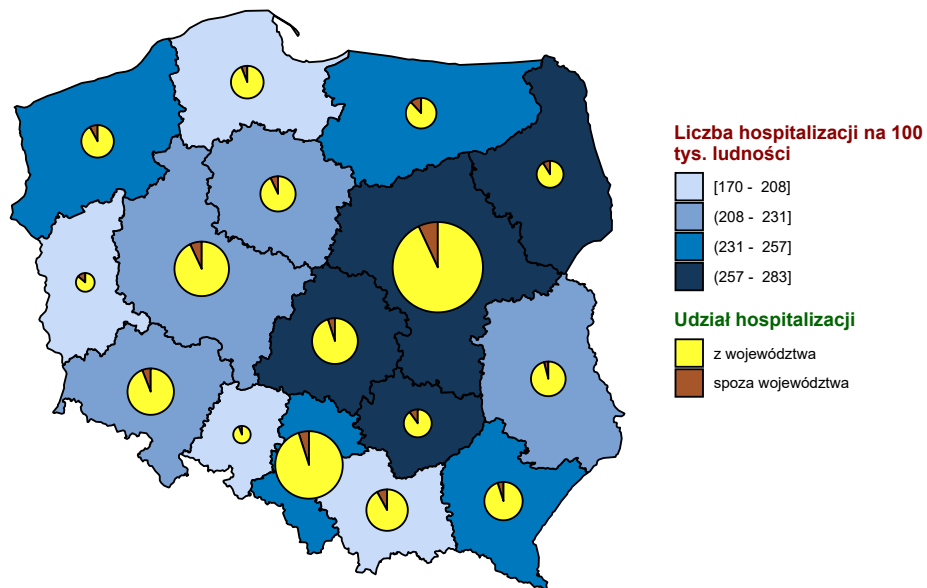 Liczba hospitalizacji na 100
tys. ludności
[170 - 208]
(208 - 231]
(231 - 257]
(257 - 283]
Udział hospitalizacji
z województwa
spoza województwa